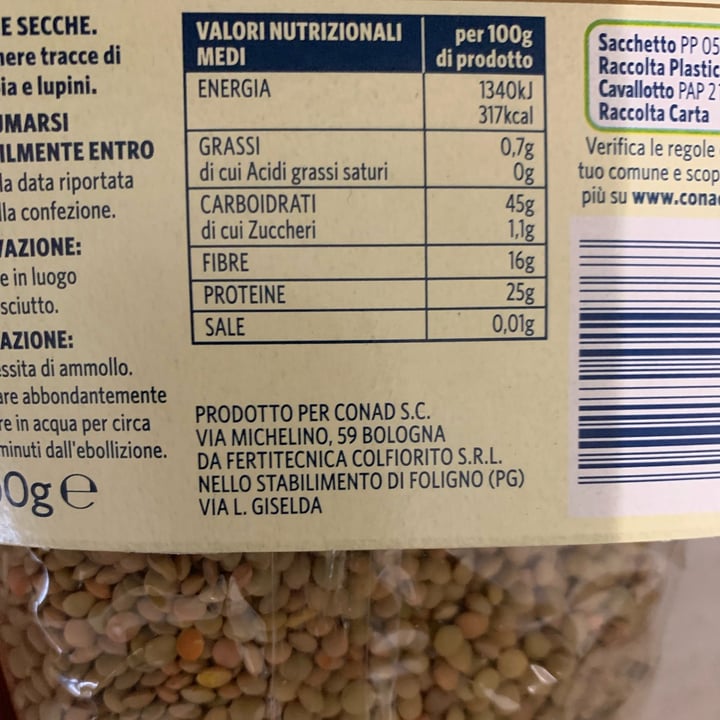 E SECCHE.
nere tracce di
ia e lupini.
UMARSI
ILMENTE ENTRO
la data riportata
lla confezione.
VAZIONE:
e in luogo
sciutto.
AZIONE:
essita di ammollo.
are abbondantemente
re in acqua per circa
minuti dall'ebollizione.
00g e
VALORI NUTRIZIONALI MEDI
per 100g di prodotto
ENERGIA 1340kJ
317kcal
GRASSI 0,7g
di cui Acidi grassi saturi 0g
CARBOIDRATI 45g
di cui Zuccheri 1,1g
FIBRE 16g
PROTEINE 25g
SALE 0,01g
PRODOTTO PER CONAD S.C.
VIA MICHELINO, 59 BOLOGNA
DA FERTITECNICA COLFIORITO S.R.L.
NELLO STABILIMENTO DI FOLIGNO (PG)
VIA L. GISELDA
Sacchetto PP 05
Raccolta Plastic
Cavallotto PAP 2
Raccolta Carta
Verifica le regole
tuo comune e scop
più su www.cona